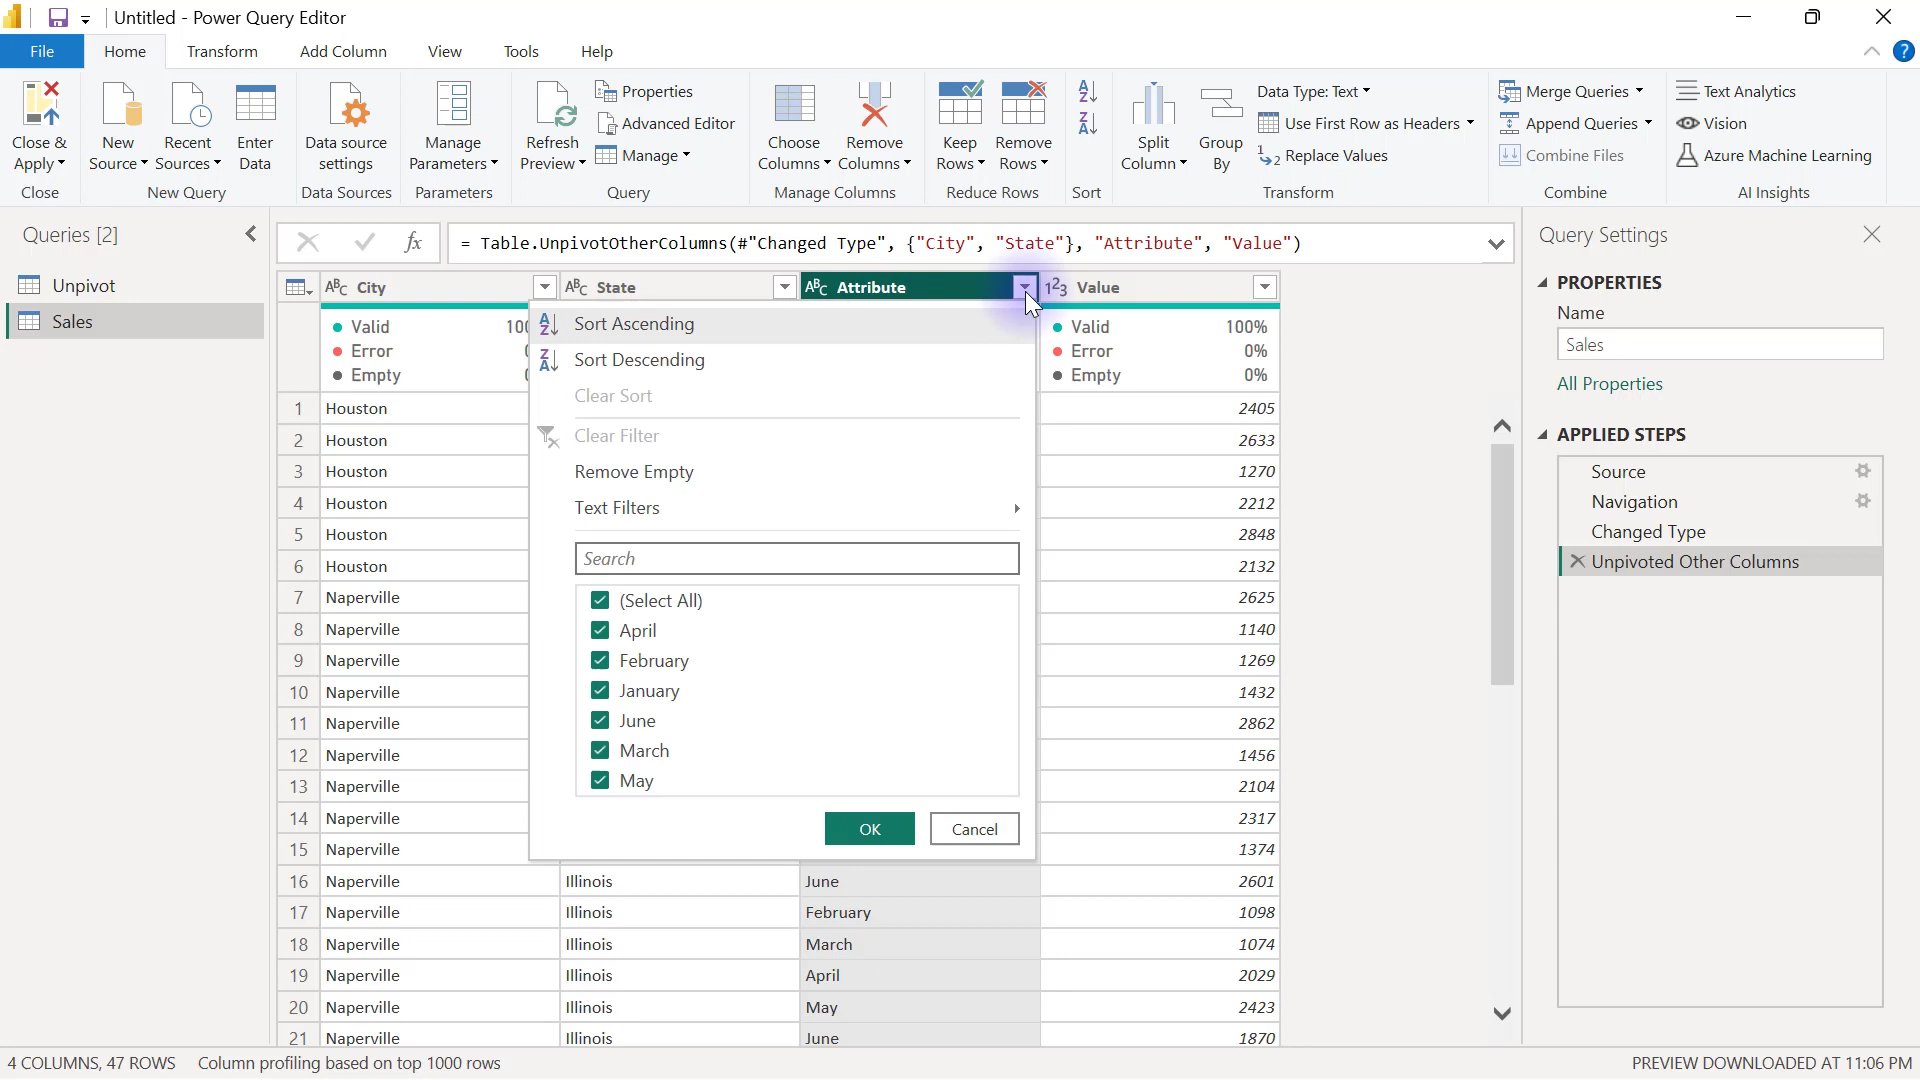 Untitled - Power Query Editor
File Home Transform Add Column View Tools Help
Close & Apply
New Source
Recent Sources
Enter Data
Data source settings
Manage Parameters
Refresh Preview
Properties
Advanced Editor
Manage
Choose Columns
Remove Columns
Keep Rows
Remove Rows
Split Column
Group By
Data Type: Text
Use First Row as Headers
Replace Values
Merge Queries
Append Queries
Combine Files
Text Analytics
Vision
Azure Machine Learning
Close New Query Data Sources Parameters Query Manage Columns Reduce Rows Sort Transform Combine AI Insights
Queries [2]
Unpivot
Sales
fx = Table.UnpivotOtherColumns(#"Changed Type", {"City", "State"}, "Attribute", "Value")
ABC City ABC State ABC Attribute 123 Value
Valid 100
Error 0
Empty 0
Valid 100%
Error 0%
Empty 0%
Sort Ascending
Sort Descending
Clear Sort
Clear Filter
Remove Empty
Text Filters
Search
(Select All)
April
February
January
June
March
May
OK Cancel
1 Houston 2405
2 Houston 2633
3 Houston 1270
4 Houston 2212
5 Houston 2848
6 Houston 2132
7 Naperville 2625
8 Naperville 1140
9 Naperville 1269
10 Naperville 1432
11 Naperville 2862
12 Naperville 1456
13 Naperville 2104
14 Naperville 2317
15 Naperville 1374
16 Naperville Illinois June 2601
17 Naperville Illinois February 1098
18 Naperville Illinois March 1074
19 Naperville Illinois April 2029
20 Naperville Illinois May 2423
21 Naperville Illinois June 1870
Query Settings
PROPERTIES
Name
Sales
All Properties
APPLIED STEPS
Source
Navigation
Changed Type
Unpivoted Other Columns
4 COLUMNS, 47 ROWS Column profiling based on top 1000 rows
PREVIEW DOWNLOADED AT 11:06 PM